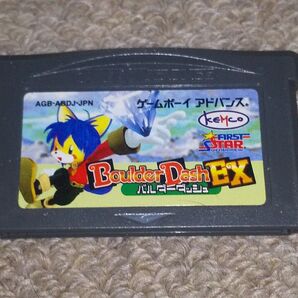 AGB-ABDJ-JPN
ゲームボーイ アドバンス®
KEMCO
FIRST
STAR
Boulder Dash EX
バルダーダッシュ